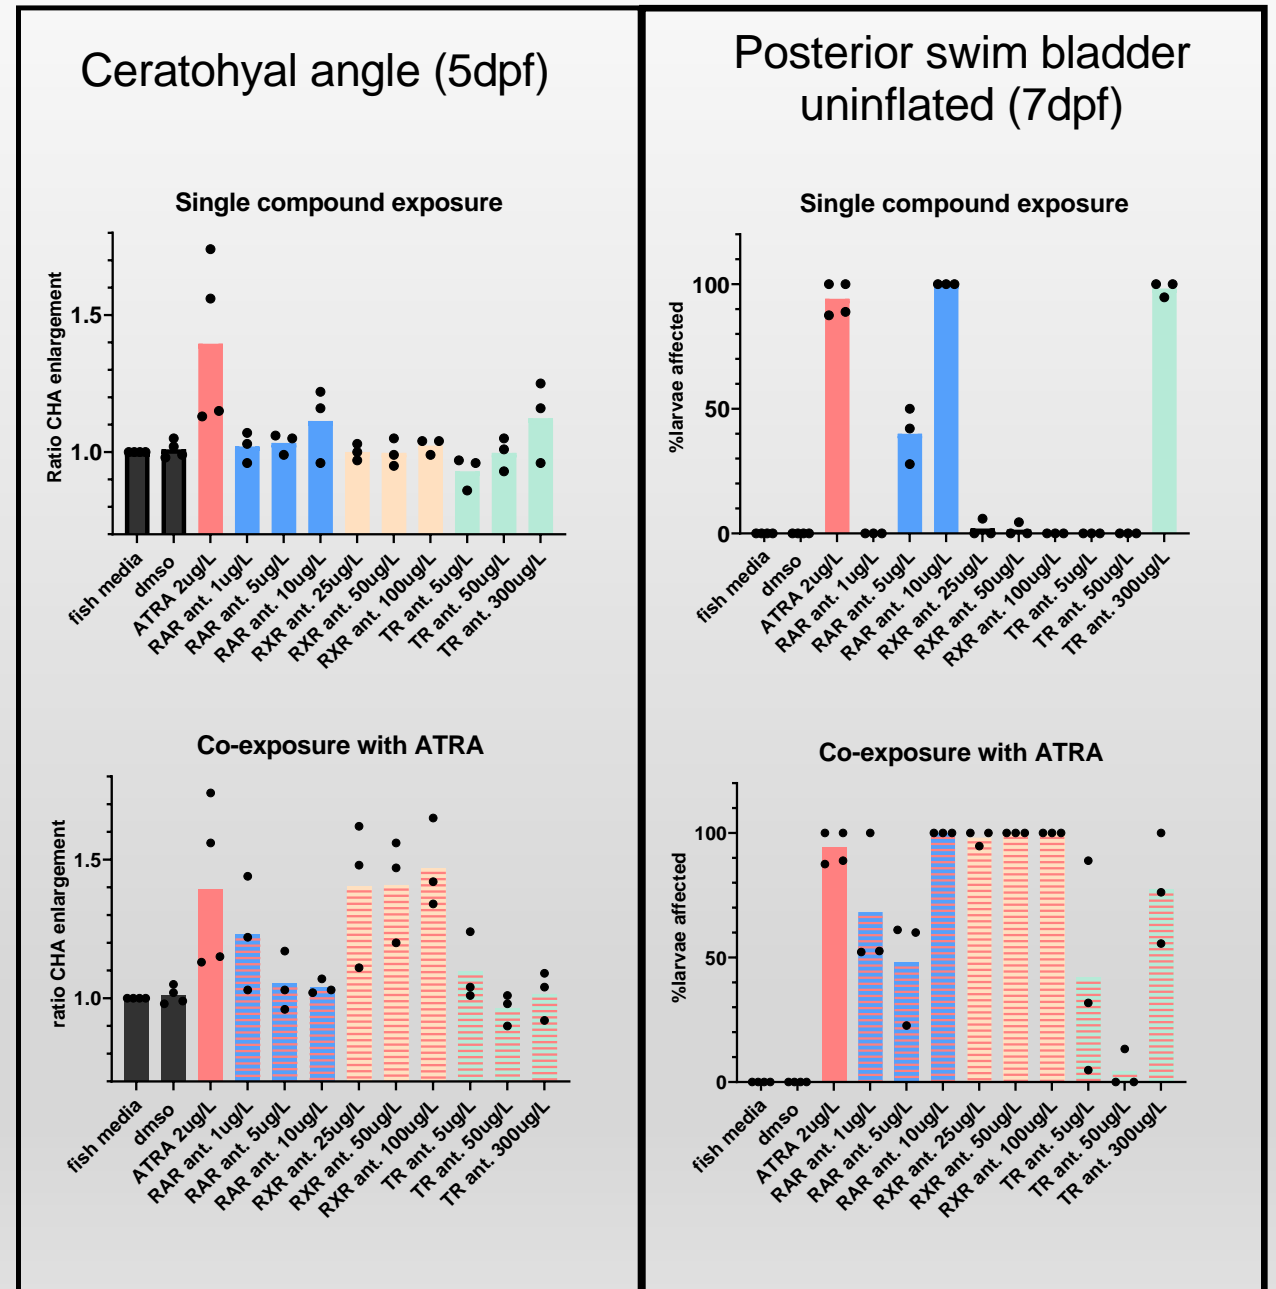 Ceratohyal angle (5dpf)
Single compound exposure
Ratio CHA enlargement
1.5
1.0
fish media
dmso
ATRA 2ug/L
RAR ant. 1ug/L
RAR ant. 5ug/L
RAR ant. 10ug/L
RXR ant. 25ug/L
RXR ant. 50ug/L
RXR ant. 100ug/L
TR ant. 5ug/L
TR ant. 50ug/L
TR ant. 300ug/L
Co-exposure with ATRA
ratio CHA enlargement
1.5
1.0
fish media
dmso
ATRA 2ug/L
RAR ant. 1ug/L
RAR ant. 5ug/L
RAR ant. 10ug/L
RXR ant. 25ug/L
RXR ant. 50ug/L
RXR ant. 100ug/L
TR ant. 5ug/L
TR ant. 50ug/L
TR ant. 300ug/L
Posterior swim bladder
uninflated (7dpf)
Single compound exposure
%larvae affected
100
50
0
fish media
dmso
ATRA 2ug/L
RAR ant. 1ug/L
RAR ant. 5ug/L
RAR ant. 10ug/L
RXR ant. 25ug/L
RXR ant. 50ug/L
RXR ant. 100ug/L
TR ant. 5ug/L
TR ant. 50ug/L
TR ant. 300ug/L
Co-exposure with ATRA
%larvae affected
100
50
0
fish media
dmso
ATRA 2ug/L
RAR ant. 1ug/L
RAR ant. 5ug/L
RAR ant. 10ug/L
RXR ant. 25ug/L
RXR ant. 50ug/L
RXR ant. 100ug/L
TR ant. 5ug/L
TR ant. 50ug/L
TR ant. 300ug/L